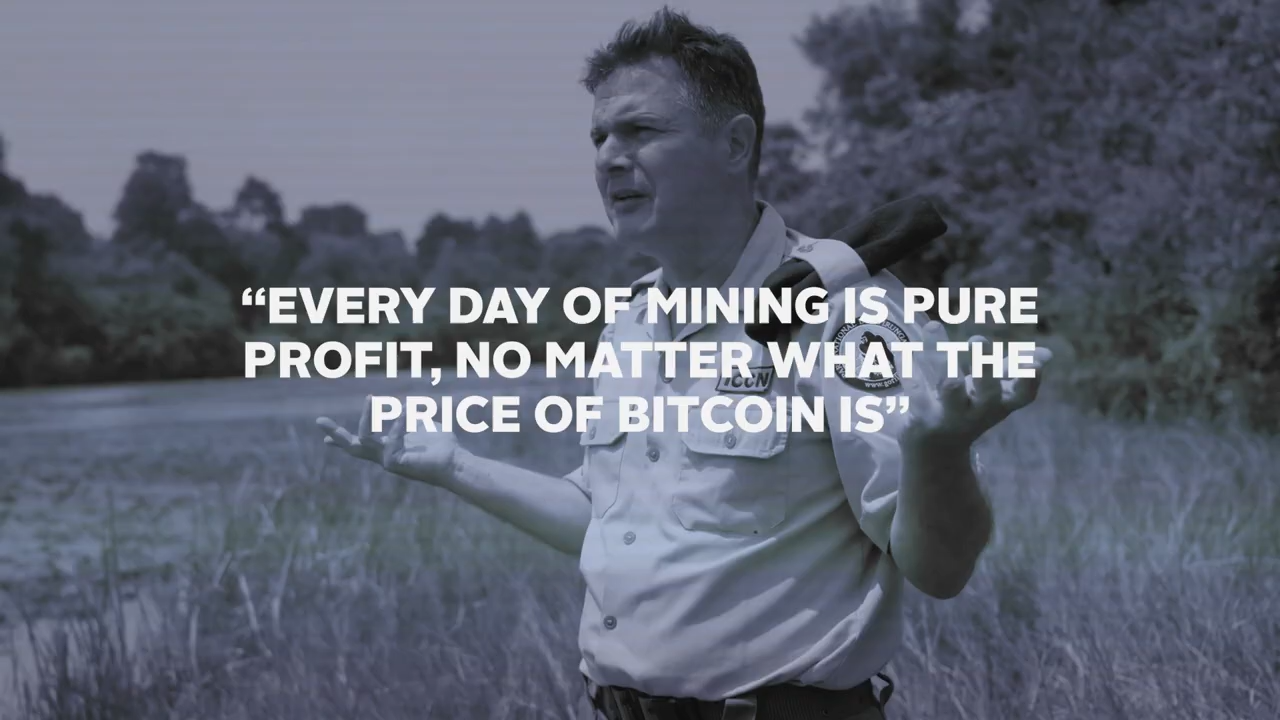 “EVERY DAY OF MINING IS PURE
PROFIT, NO MATTER WHAT THE
PRICE OF BITCOIN IS”
ICCN